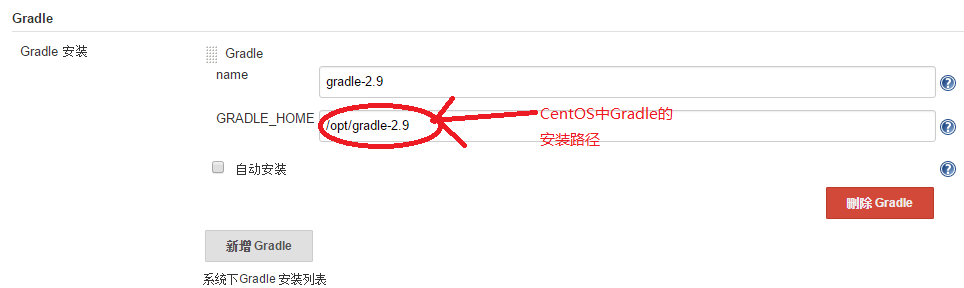 Gradle
Gradle 安装
Gradle
name
gradle-2.9
GRADLE_HOME
/opt/gradle-2.9
CentOS中Gradle的
安装路径
自动安装
删除 Gradle
新增 Gradle
系统下Gradle 安装列表